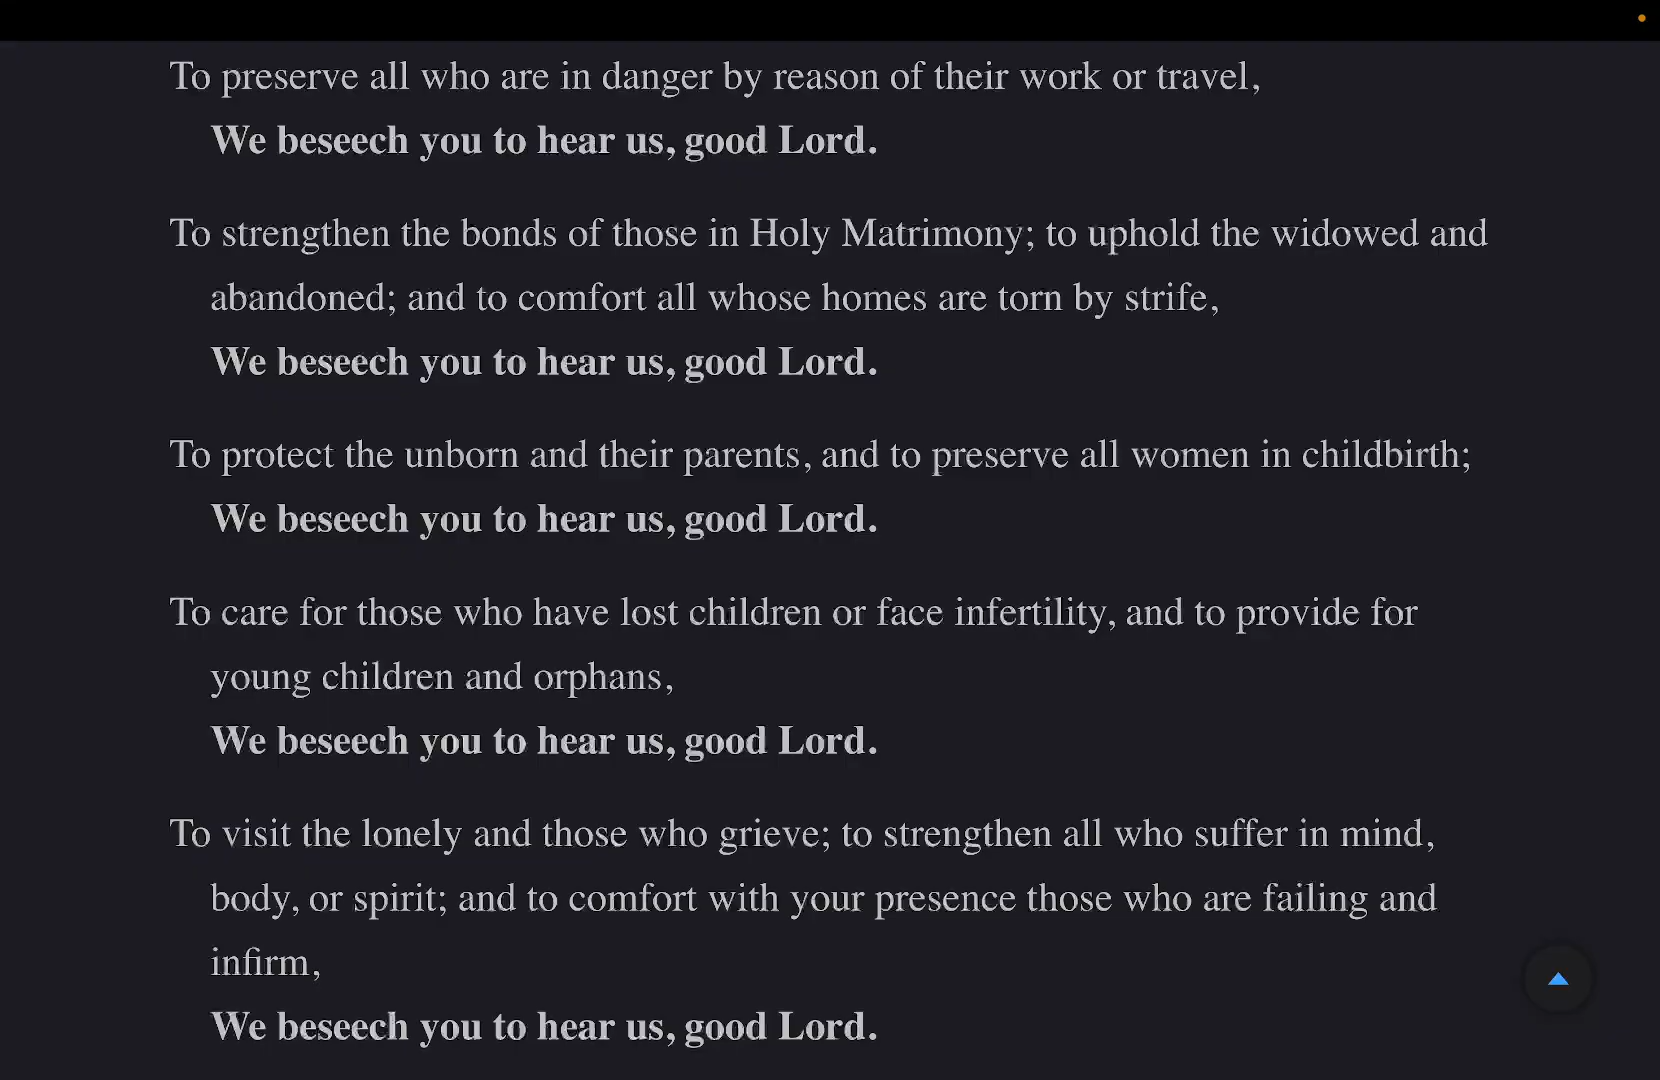 To preserve all who are in danger by reason of their work or travel,
We beseech you to hear us, good Lord.
To strengthen the bonds of those in Holy Matrimony; to uphold the widowed and
abandoned; and to comfort all whose homes are torn by strife,
We beseech you to hear us, good Lord.
To protect the unborn and their parents, and to preserve all women in childbirth;
We beseech you to hear us, good Lord.
To care for those who have lost children or face infertility, and to provide for
young children and orphans,
We beseech you to hear us, good Lord.
To visit the lonely and those who grieve; to strengthen all who suffer in mind,
body, or spirit; and to comfort with your presence those who are failing and
infirm,
We beseech you to hear us, good Lord.